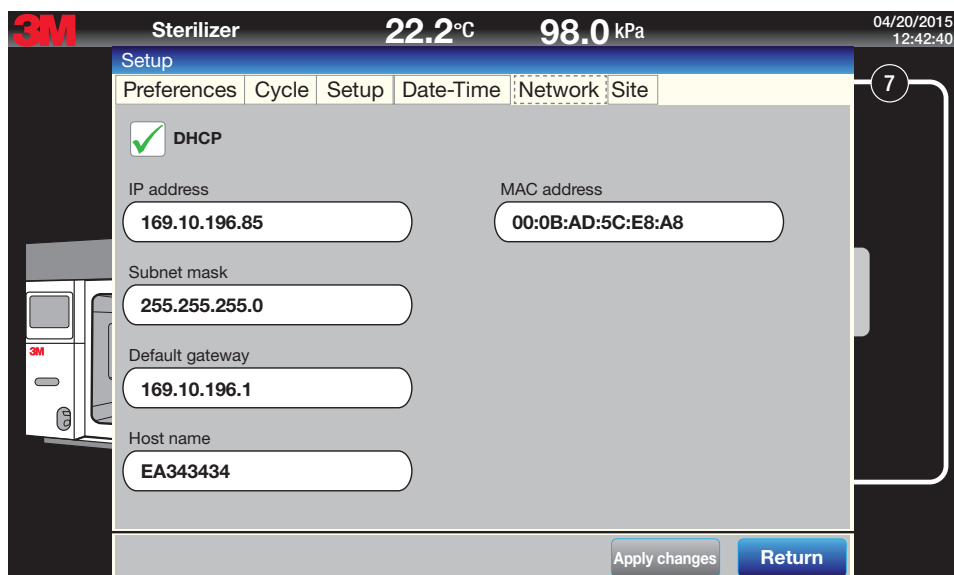 3M Sterilizer 22.2°C 98.0 kPa 04/20/2015
12:42:40
Setup
Preferences Cycle Setup Date-Time Network Site
7
DHCP
IP address MAC address
169.10.196.85 00:0B:AD:5C:E8:A8
Subnet mask
255.255.255.0
3M
Default gateway
169.10.196.1
Host name
EA343434
Apply changes Return